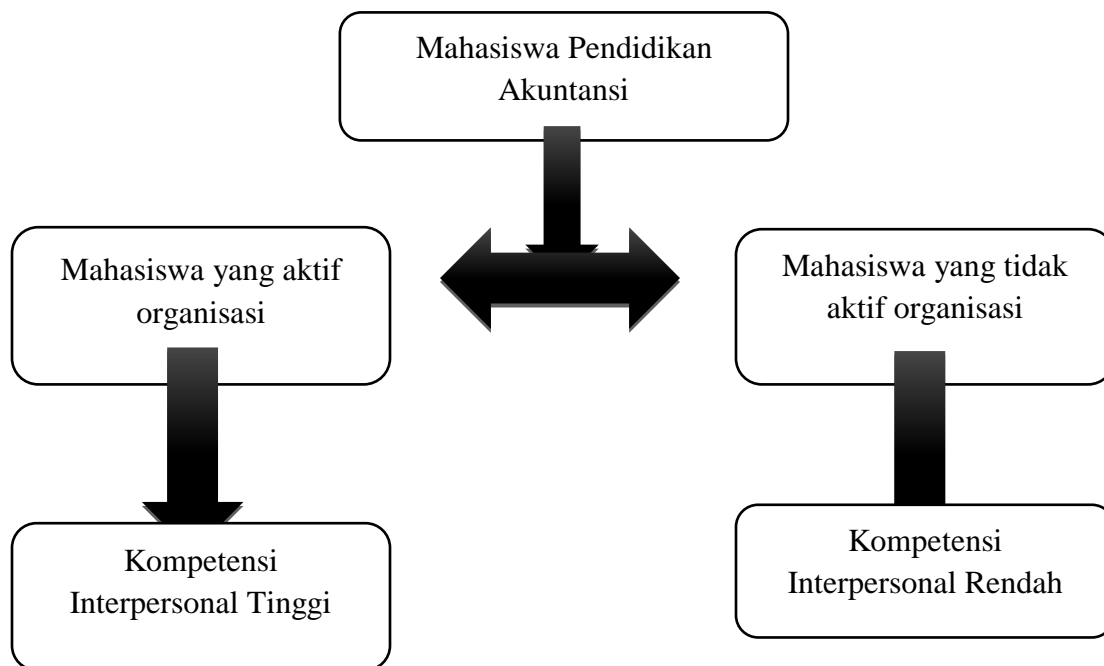 Mahasiswa Pendidikan
Akuntansi
Mahasiswa yang aktif
organisasi
Mahasiswa yang tidak
aktif organisasi
Kompetensi
Interpersonal Tinggi
Kompetensi
Interpersonal Rendah